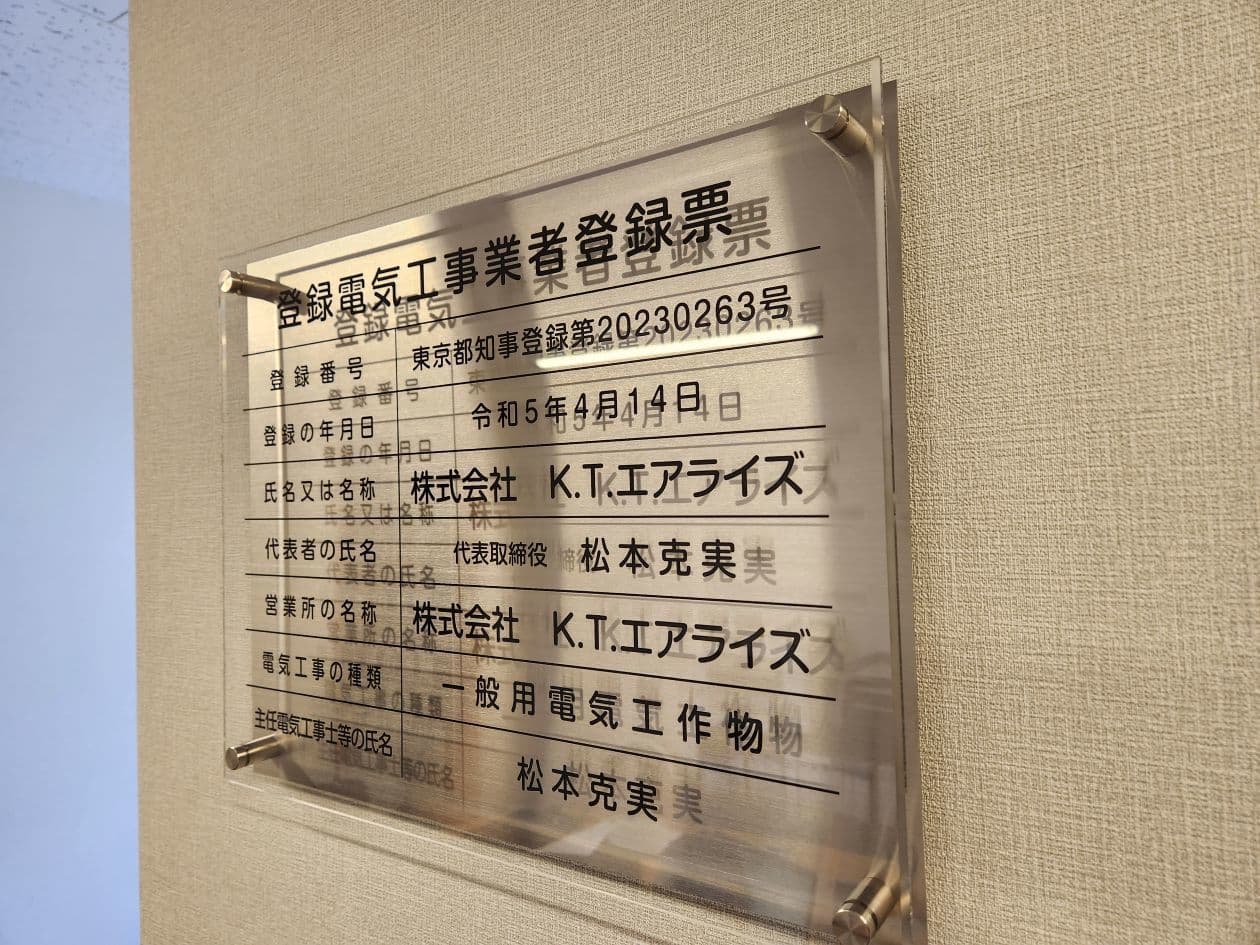 登録電気工事業者登録票
登録番号 東京都知事登録第20230263号
登録の年月日 令和5年4月14日
氏名又は名称 株式会社 K.T.エアライズ
代表者の氏名 代表取締役 松本克実
営業所の名称 株式会社 K.T.エアライズ
電気工事の種類 一般用電気工作物
主任電気工事士等の氏名 松本克実